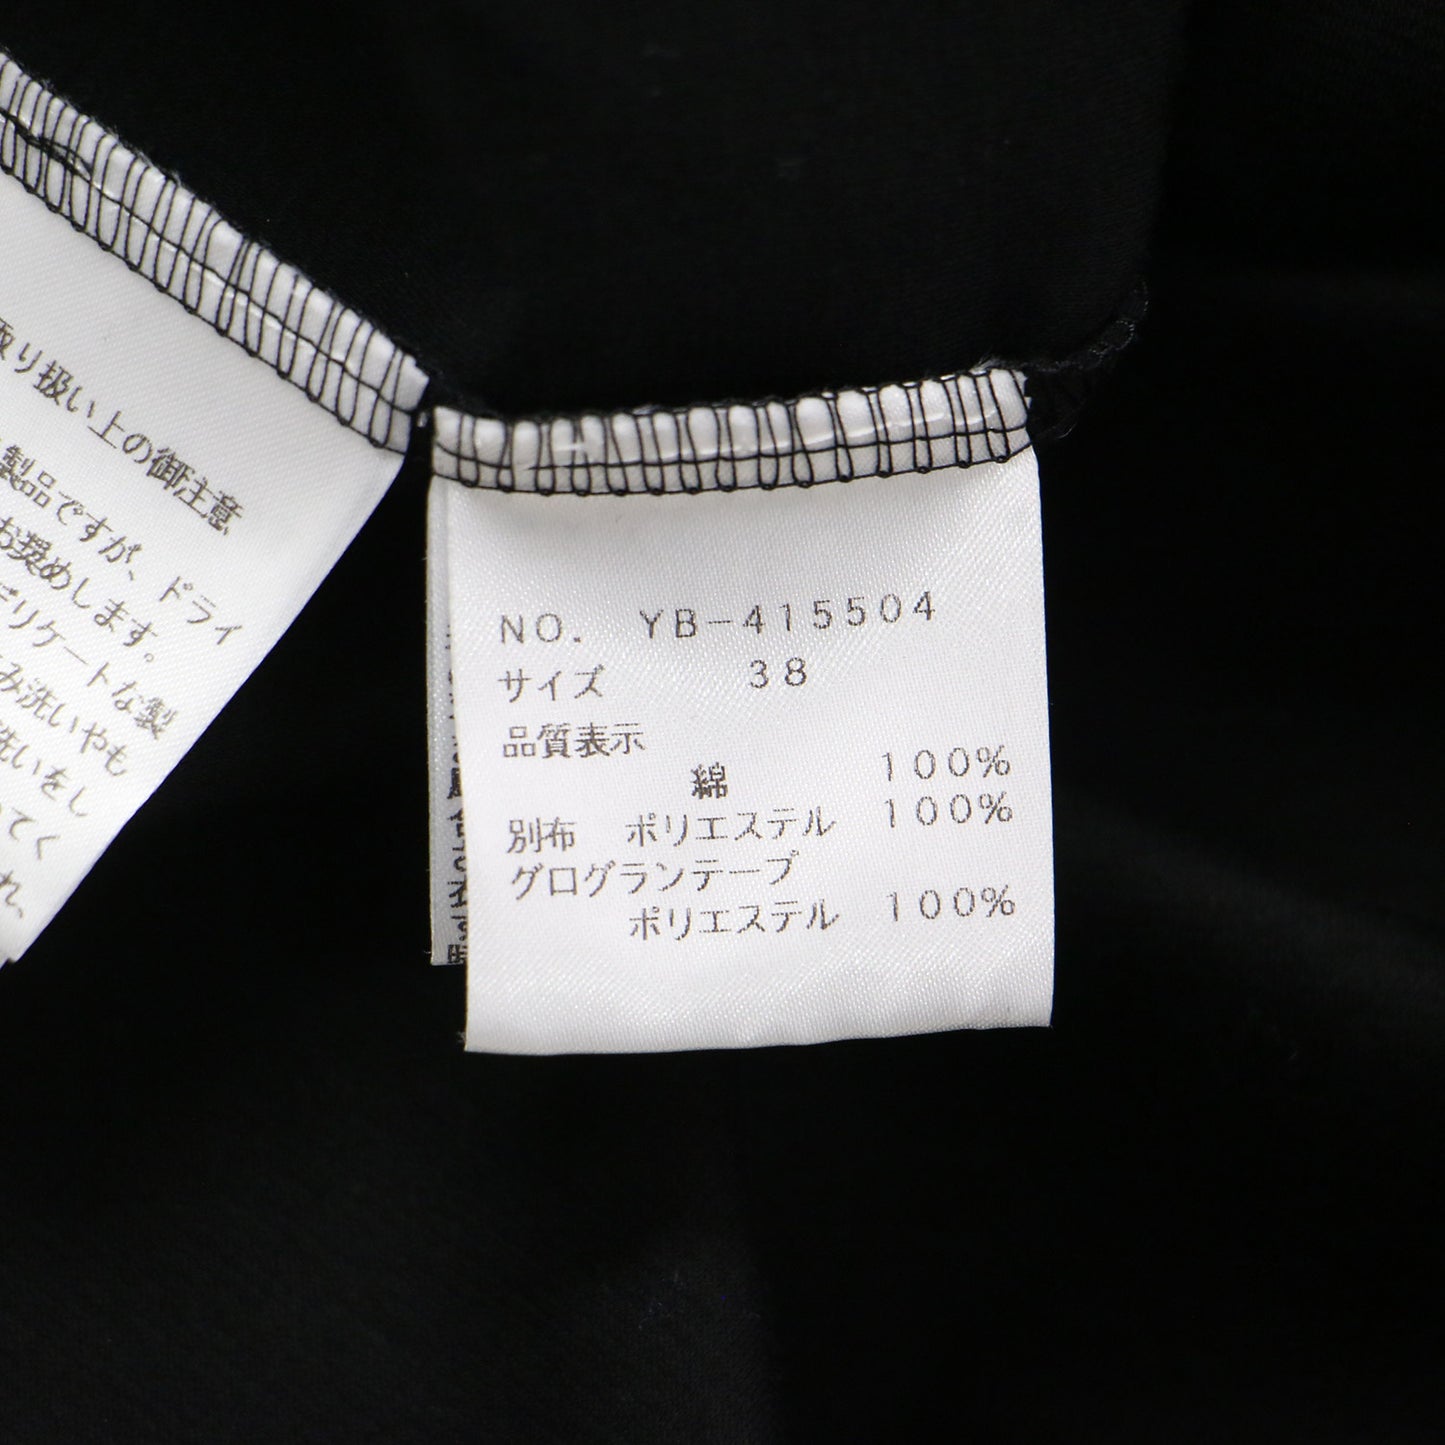 取り扱い上の御注意
製品ですが、ドライ
お奨めします。
デリケートな製
み洗いやも
洗いをし
てく
れ、
NO. YB-415504
サイズ 38
品質表示
綿 100%
別布 ポリエステル 100%
グログランテープ
ポリエステル 100%